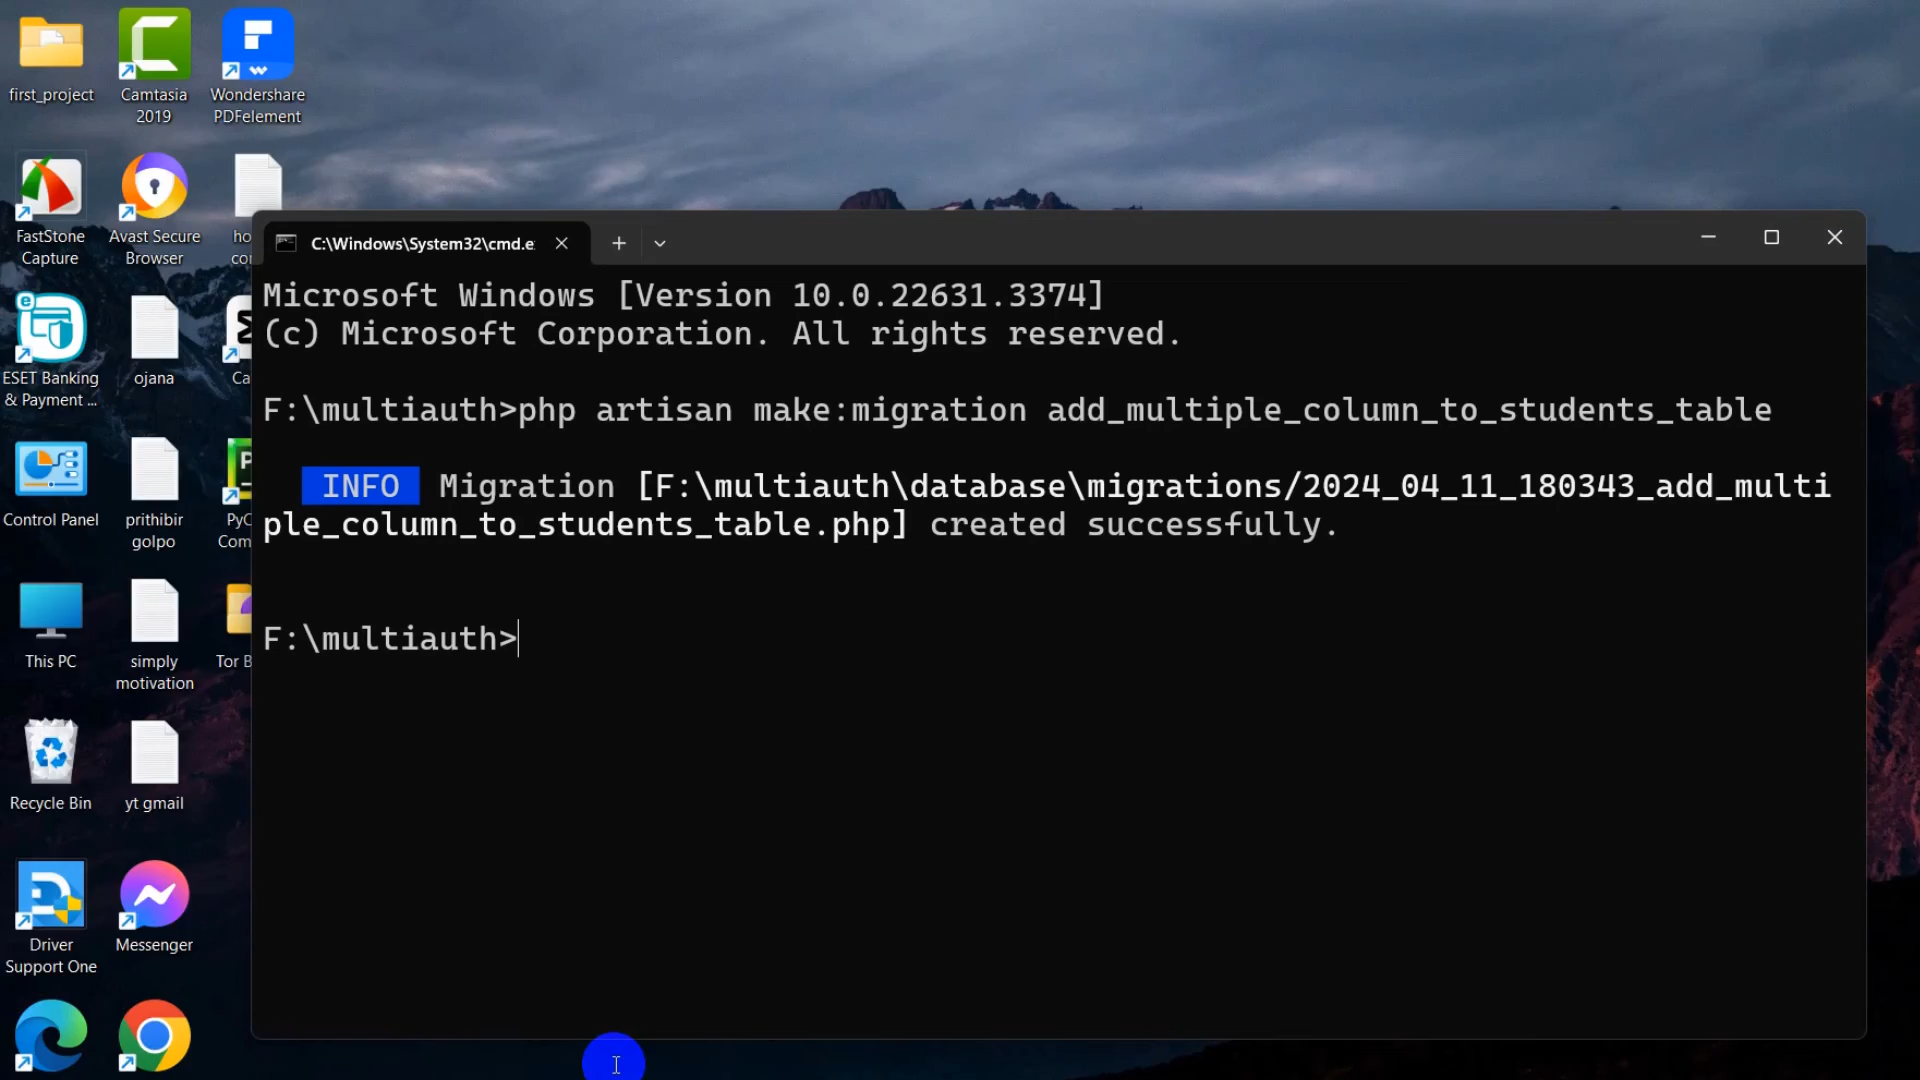 first_project
Camtasia
2019
Wondershare
PDFelement
FastStone
Capture
Avast Secure
Browser
ESET Banking
& Payment ...
ojana
Control Panel
prithibir
golpo
This PC
simply
motivation
Recycle Bin
yt gmail
Driver
Support One
Messenger
C:\Windows\System32\cmd.e
Microsoft Windows [Version 10.0.22631.3374]
(c) Microsoft Corporation. All rights reserved.
F:\multiauth>php artisan make:migration add_multiple_column_to_students_table
INFO Migration [F:\multiauth\database\migrations/2024_04_11_180343_add_multi
ple_column_to_students_table.php] created successfully.
F:\multiauth>